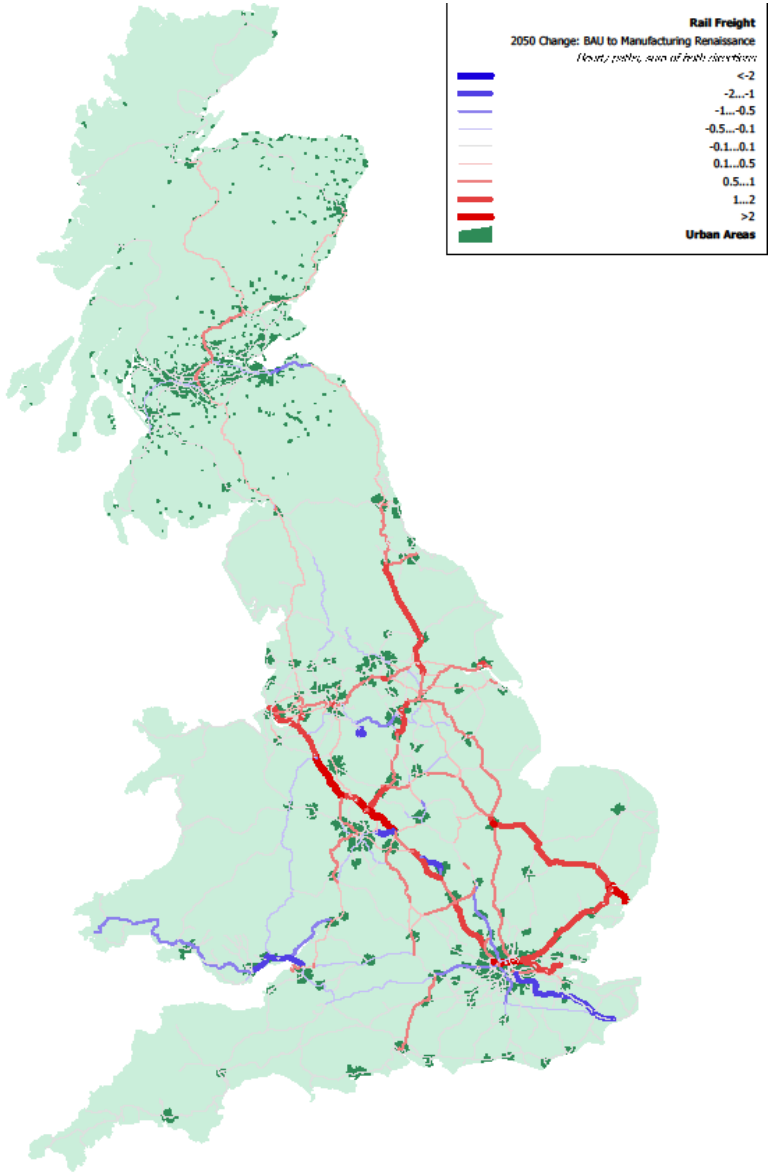 Rail Freight
2050 Change: BAU to Manufacturing Renaissance
Hourly paths, sum of both directions
<-2
-2...-1
-1...-0.5
-0.5...-0.1
-0.1...0.1
0.1...0.5
0.5...1
1...2
>2
Urban Areas